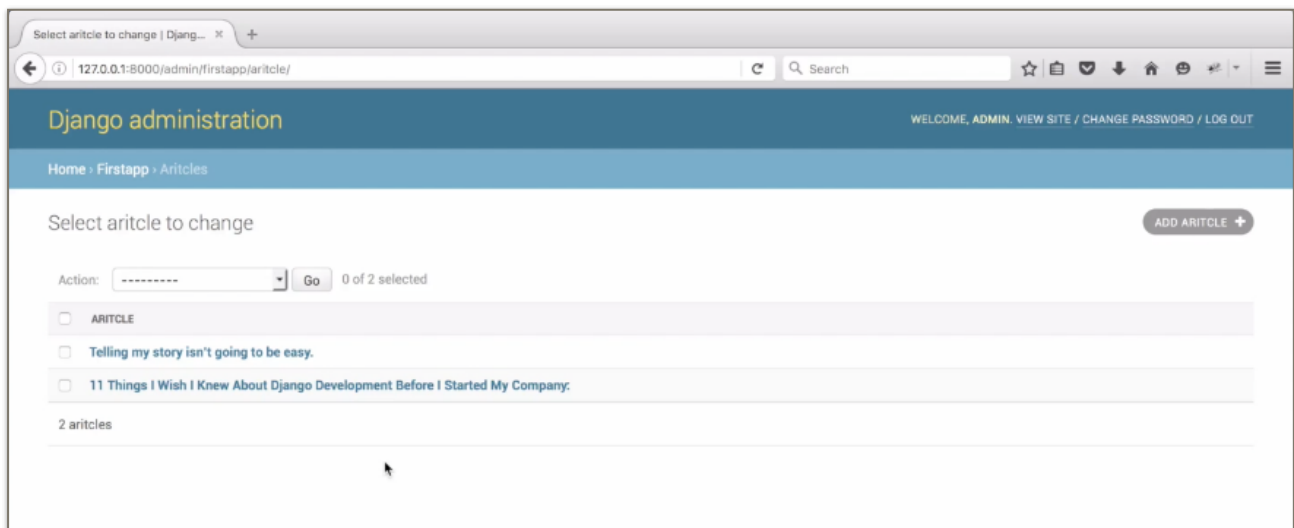 Select aritcle to change | Djang...
127.0.0.1:8000/admin/firstapp/aritcle/
Search
Django administration
WELCOME, ADMIN. VIEW SITE / CHANGE PASSWORD / LOG OUT
Home › Firstapp › Aritcles
Select aritcle to change
ADD ARITCLE +
Action: --------- Go 0 of 2 selected
ARITCLE
Telling my story isn't going to be easy.
11 Things I Wish I Knew About Django Development Before I Started My Company:
2 aritcles